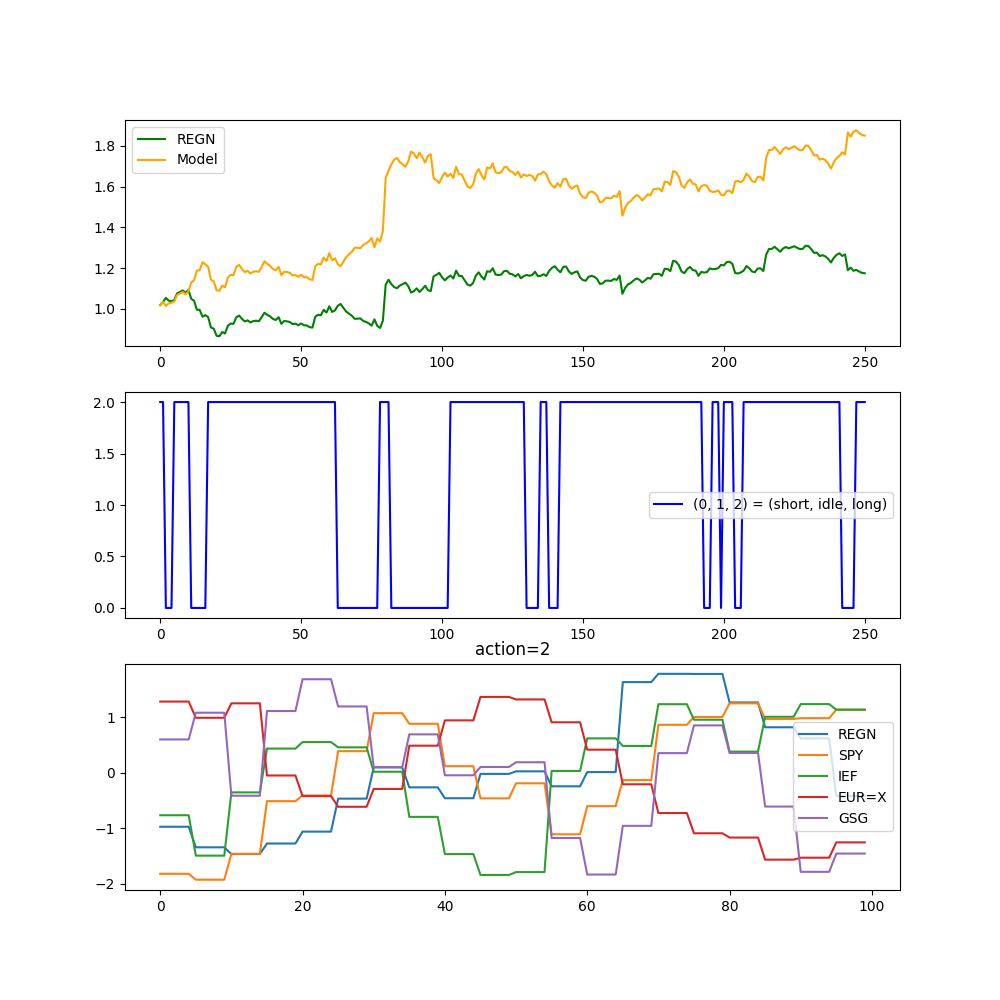 REGN
Model
1.8
1.6
1.4
1.2
1.0
0 50 100 150 200 250
2.0
1.5
1.0
0.5
0.0
(0, 1, 2) = (short, idle, long)
0 50 100 150 200 250
action=2
1
0
−1
−2
REGN
SPY
IEF
EUR=X
GSG
0 20 40 60 80 100